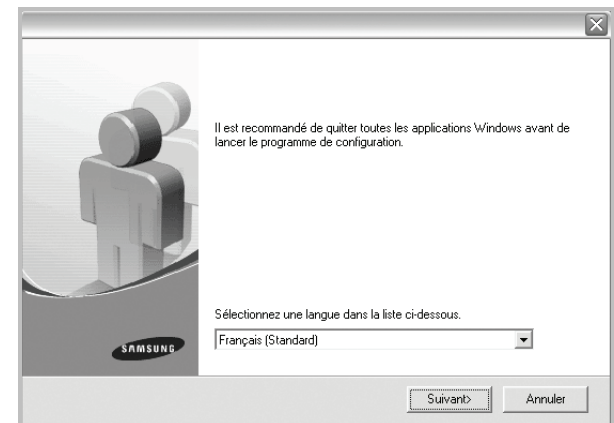 Il est recommandé de quitter toutes les applications Windows avant de
lancer le programme de configuration.
Sélectionnez une langue dans la liste ci-dessous.
SAMSUNG
Français (Standard)
Suivant>
Annuler